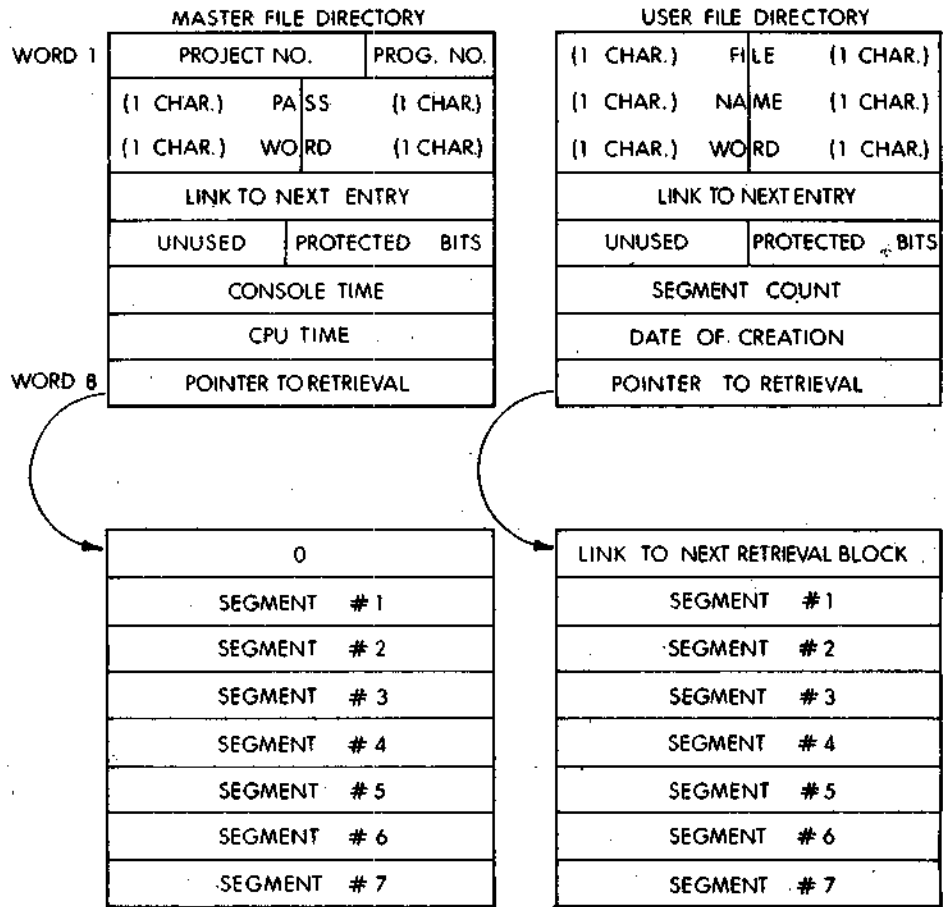 MASTER FILE DIRECTORY
WORD 1
PROJECT NO. PROG. NO.
(1 CHAR.) PASS (1 CHAR.)
(1 CHAR.) WORD (1 CHAR.)
LINK TO NEXT ENTRY
UNUSED PROTECTED BITS
CONSOLE TIME
CPU TIME
WORD 8
POINTER TO RETRIEVAL
0
SEGMENT #1
SEGMENT #2
SEGMENT #3
SEGMENT #4
SEGMENT #5
SEGMENT #6
SEGMENT #7
USER FILE DIRECTORY
(1 CHAR.) FILE (1 CHAR.)
(1 CHAR.) NAME (1 CHAR.)
(1 CHAR.) WORD (1 CHAR.)
LINK TO NEXT ENTRY
UNUSED PROTECTED BITS
SEGMENT COUNT
DATE OF CREATION
POINTER TO RETRIEVAL
LINK TO NEXT RETRIEVAL BLOCK
SEGMENT #1
SEGMENT #2
SEGMENT #3
SEGMENT #4
SEGMENT #5
SEGMENT #6
SEGMENT #7